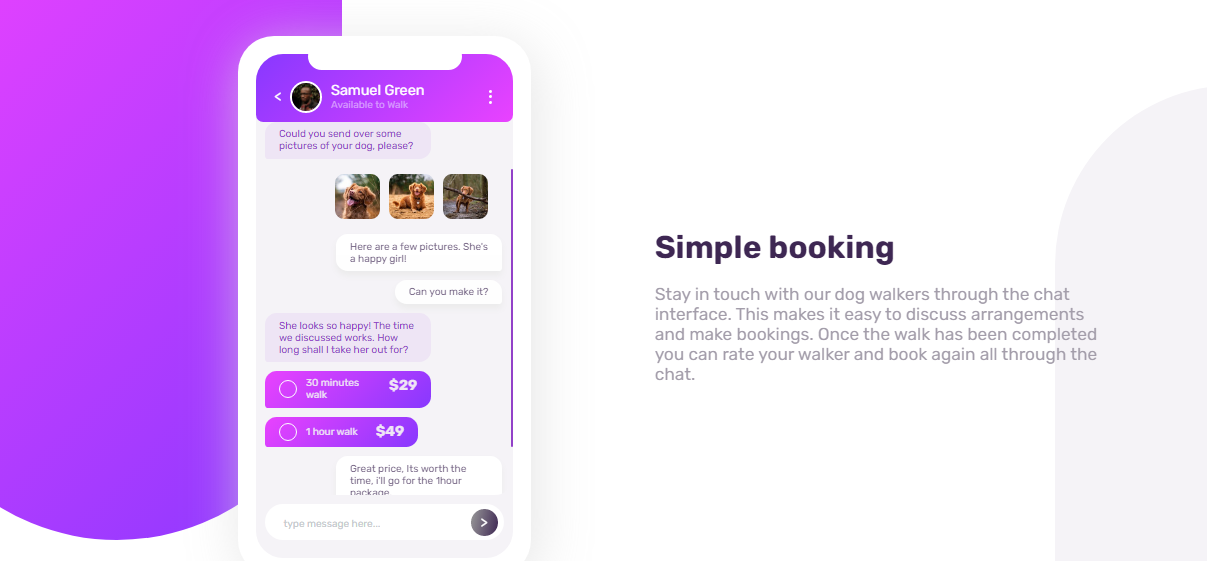 <
Samuel Green
Available to Walk
Could you send over some
pictures of your dog, please?
Here are a few pictures. She's
a happy girl!
Can you make it?
She looks so happy! The time
we discussed works. How
long shall I take her out for?
30 minutes
walk
$29
1 hour walk
$49
Great price, Its worth the
time, i'll go for the 1hour
package
type message here...
>
Simple booking
Stay in touch with our dog walkers through the chat
interface. This makes it easy to discuss arrangements
and make bookings. Once the walk has been completed
you can rate your walker and book again all through the
chat.